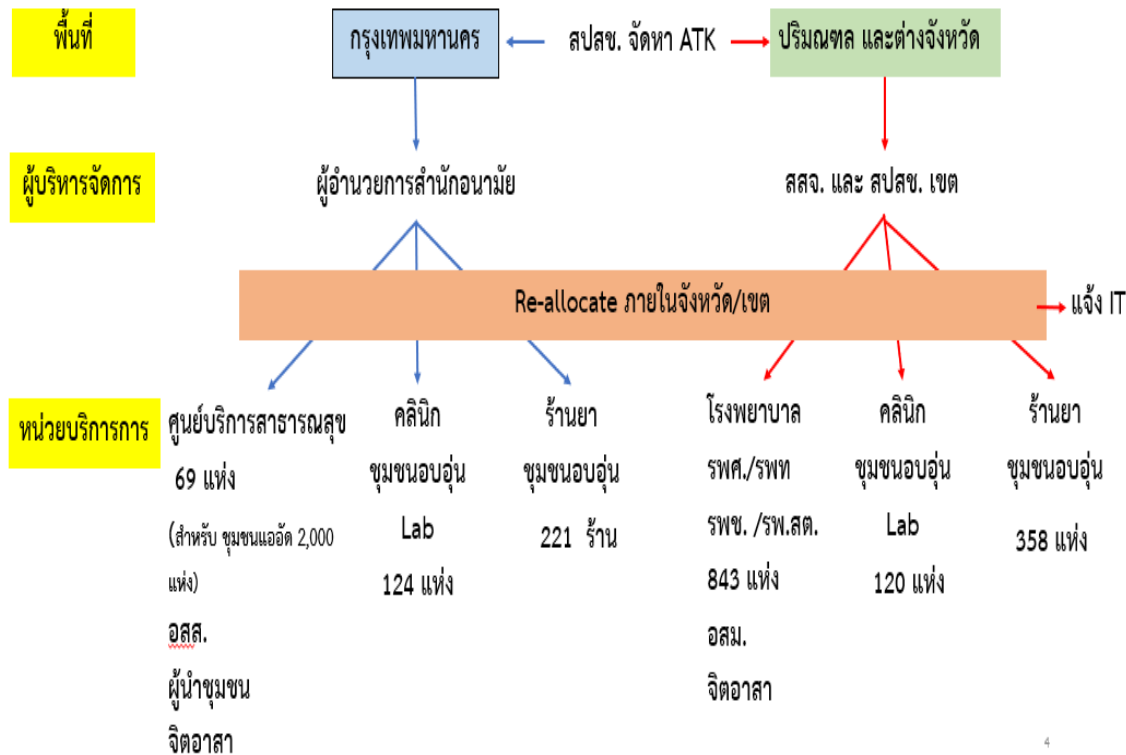 พื้นที่
กรุงเทพมหานคร
สปสช. จัดหา ATK
ปริมณฑล และต่างจังหวัด
ผู้บริหารจัดการ
ผู้อำนวยการสำนักอนามัย
สสจ. และ สปสช. เขต
Re-allocate ภายในจังหวัด/เขต
แจ้ง IT
หน่วยบริการการ
ศูนย์บริการสาธารณสุข
69 แห่ง
(สำหรับ ชุมชนแออัด 2,000
แห่ง)
อสส.
ผู้นำชุมชน
จิตอาสา
คลินิก
ชุมชนอบอุ่น
Lab
124 แห่ง
ร้านยา
ชุมชนอบอุ่น
221 ร้าน
โรงพยาบาล
รพศ./รพท
รพช. /รพ.สต.
843 แห่ง
อสม.
จิตอาสา
คลินิก
ชุมชนอบอุ่น
Lab
120 แห่ง
ร้านยา
ชุมชนอบอุ่น
358 แห่ง
4